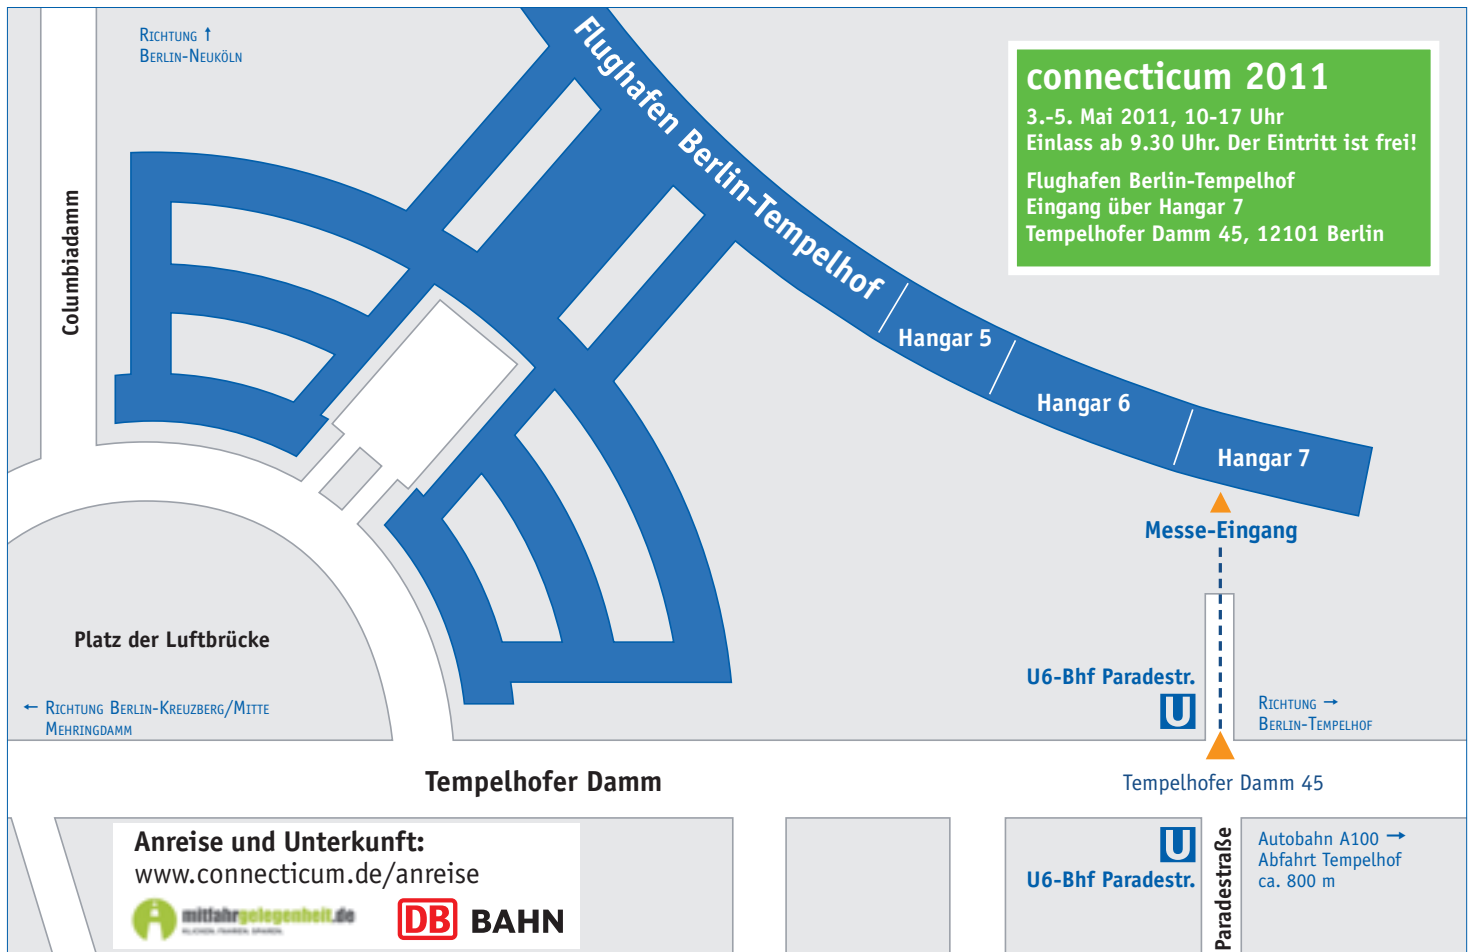 RICHTUNG ↑
BERLIN-NEUKÖLN
Flughafen Berlin-Tempelhof
connecticum 2011
3.-5. Mai 2011, 10-17 Uhr
Einlass ab 9.30 Uhr. Der Eintritt ist frei!
Flughafen Berlin-Tempelhof
Eingang über Hangar 7
Tempelhofer Damm 45, 12101 Berlin
Columbiadamm
Hangar 5
Hangar 6
Hangar 7
Messe-Eingang
Platz der Luftbrücke
← RICHTUNG BERLIN-KREUZBERG/MITTE
MEHRINGDAMM
U6-Bhf Paradestr.
U
RICHTUNG →
BERLIN-TEMPELHOF
Tempelhofer Damm
Tempelhofer Damm 45
Anreise und Unterkunft:
www.connecticum.de/anreise
mitfahrgelegenheit.de
KLICKEN. FAHREN. SPAREN.
DB BAHN
U
U6-Bhf Paradestr.
Paradestraße
Autobahn A100 →
Abfahrt Tempelhof
ca. 800 m